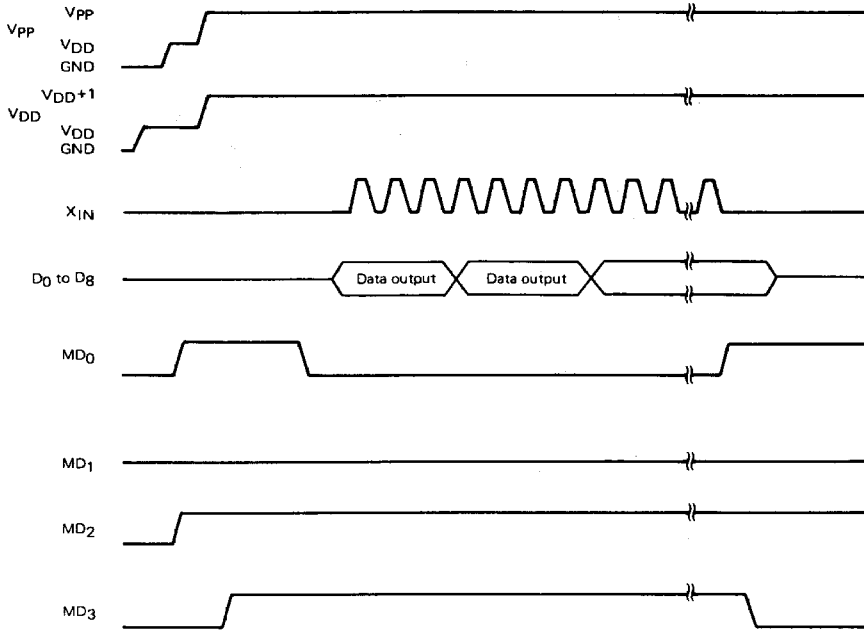 VPP
VPP
VDD
GND
VDD+1
VDD
VDD
GND
XIN
D0 to D8
Data output
Data output
MD0
MD1
MD2
MD3